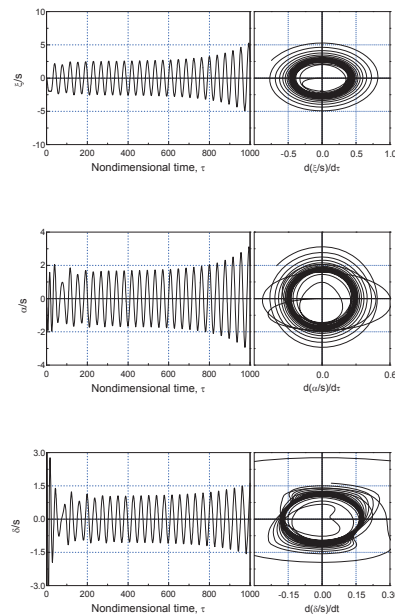 10
5
0
-5
-10
ξ/s
0 200 400 600 800 1000
-0.5 0.0 0.5 1.0
Nondimensional time, τ
d(ξ/s)/dτ
4
2
0
-2
-4
α/s
0 200 400 600 800 1000
0.0 0.6
Nondimensional time, τ
d(α/s)/dτ
3.0
1.5
0.0
-1.5
-3.0
δ/s
0 200 400 600 800 1000
-0.15 0.00 0.15 0.30
Nondimensional time, τ
d(δ/s)/dt